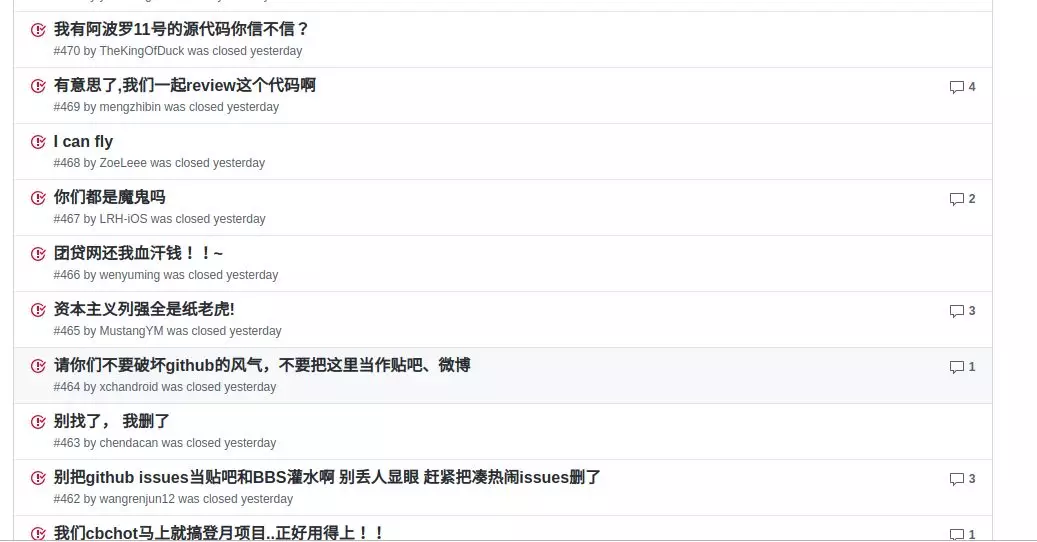 我有阿波罗11号的源代码你信不信？
#470 by TheKingOfDuck was closed yesterday
有意思了,我们一起review这个代码啊
4
#469 by mengzhibin was closed yesterday
I can fly
#468 by ZoeLeee was closed yesterday
你们都是魔鬼吗
2
#467 by LRH-iOS was closed yesterday
团贷网还我血汗钱！！~
#466 by wenyuming was closed yesterday
资本主义列强全是纸老虎!
3
#465 by MustangYM was closed yesterday
请你们不要破坏github的风气，不要把这里当作贴吧、微博
1
#464 by xchandroid was closed yesterday
别找了， 我删了
#463 by chendacan was closed yesterday
别把github issues当贴吧和BBS灌水啊 别丢人显眼 赶紧把凑热闹issues删了
3
#462 by wangrenjun12 was closed yesterday
我们cbchot马上就搞登月项目..正好用得上！！
1